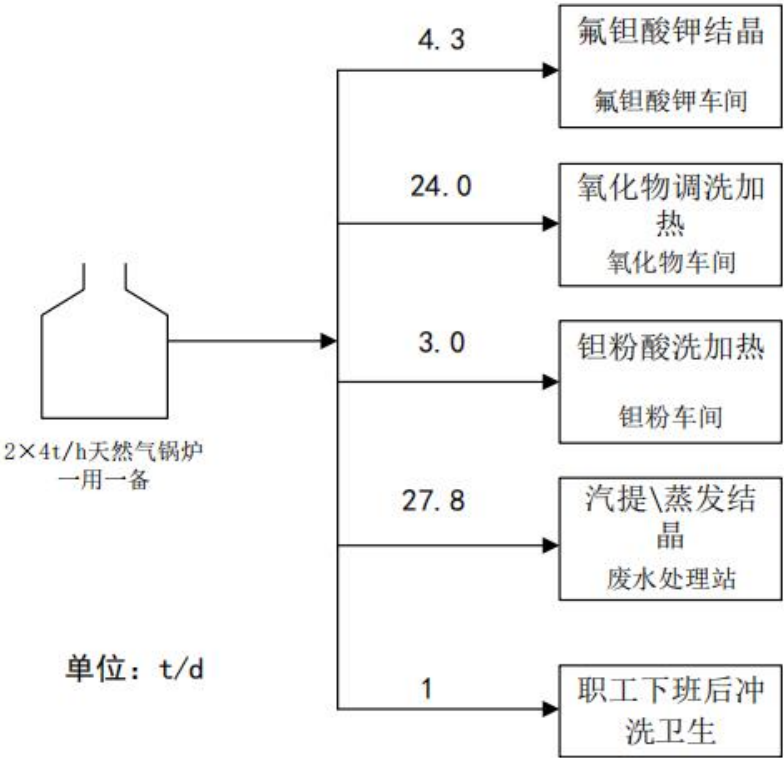 4.3
氟钽酸钾结晶
氟钽酸钾车间
24.0
氧化物调洗加
热
氧化物车间
3.0
钽粉酸洗加热
钽粉车间
2×4t/h天然气锅炉
一用一备
27.8
汽提\蒸发结
晶
废水处理站
单位：t/d
1
职工下班后冲
洗卫生